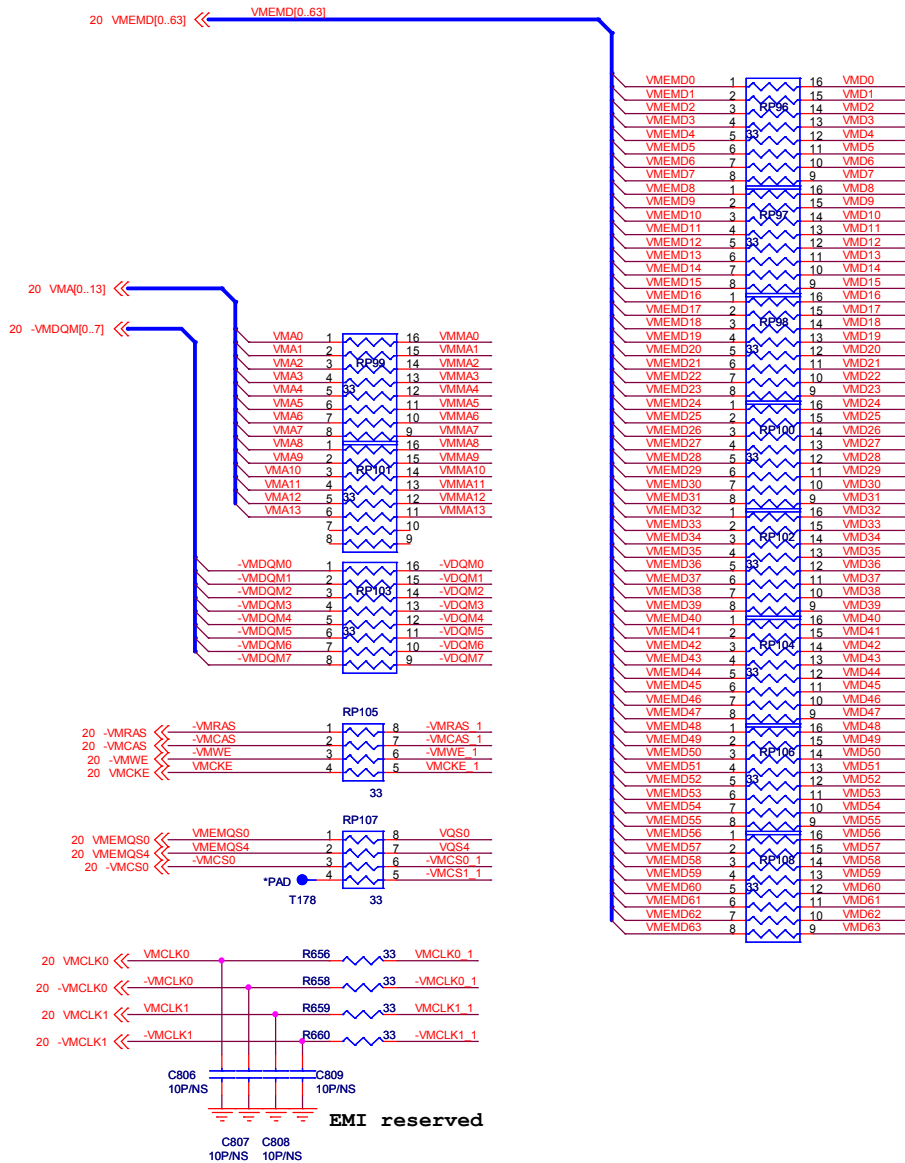 20 VMEMD[0..63]
VMEMD0 1 16 VMD0
VMEMD1 2 15 VMD1
VMEMD2 3 RP96 14 VMD2
VMEMD3 4 13 VMD3
VMEMD4 5 33 12 VMD4
VMEMD5 6 11 VMD5
VMEMD6 7 10 VMD6
VMEMD7 8 9 VMD7
VMEMD8 1 16 VMD8
VMEMD9 2 15 VMD9
VMEMD10 3 RP97 14 VMD10
VMEMD11 4 13 VMD11
VMEMD12 5 33 12 VMD12
VMEMD13 6 11 VMD13
VMEMD14 7 10 VMD14
VMEMD15 8 9 VMD15
VMEMD16 1 16 VMD16
VMEMD17 2 15 VMD17
VMEMD18 3 RP98 14 VMD18
VMEMD19 4 13 VMD19
VMEMD20 5 33 12 VMD20
VMEMD21 6 11 VMD21
VMEMD22 7 10 VMD22
VMEMD23 8 9 VMD23
VMEMD24 1 16 VMD24
VMEMD25 2 15 VMD25
VMEMD26 3 RP100 14 VMD26
VMEMD27 4 13 VMD27
VMEMD28 5 33 12 VMD28
VMEMD29 6 11 VMD29
VMEMD30 7 10 VMD30
VMEMD31 8 9 VMD31
VMEMD32 1 16 VMD32
VMEMD33 2 15 VMD33
VMEMD34 3 RP102 14 VMD34
VMEMD35 4 13 VMD35
VMEMD36 5 33 12 VMD36
VMEMD37 6 11 VMD37
VMEMD38 7 10 VMD38
VMEMD39 8 9 VMD39
VMEMD40 1 16 VMD40
VMEMD41 2 15 VMD41
VMEMD42 3 RP104 14 VMD42
VMEMD43 4 13 VMD43
VMEMD44 5 33 12 VMD44
VMEMD45 6 11 VMD45
VMEMD46 7 10 VMD46
VMEMD47 8 9 VMD47
VMEMD48 1 16 VMD48
VMEMD49 2 15 VMD49
VMEMD50 3 RP106 14 VMD50
VMEMD51 4 13 VMD51
VMEMD52 5 33 12 VMD52
VMEMD53 6 11 VMD53
VMEMD54 7 10 VMD54
VMEMD55 8 9 VMD55
VMEMD56 1 16 VMD56
VMEMD57 2 15 VMD57
VMEMD58 3 RP108 14 VMD58
VMEMD59 4 13 VMD59
VMEMD60 5 33 12 VMD60
VMEMD61 6 11 VMD61
VMEMD62 7 10 VMD62
VMEMD63 8 9 VMD63
20 VMA[0..13]
20 -VMDQM[0..7]
VMA0 1 16 VMMA0
VMA1 2 15 VMMA1
VMA2 3 RP99 14 VMMA2
VMA3 4 13 VMMA3
VMA4 5 33 12 VMMA4
VMA5 6 11 VMMA5
VMA6 7 10 VMMA6
VMA7 8 9 VMMA7
VMA8 1 16 VMMA8
VMA9 2 15 VMMA9
VMA10 3 RP101 14 VMMA10
VMA11 4 13 VMMA11
VMA12 5 33 12 VMMA12
VMA13 6 11 VMMA13
7 10
8 9
-VMDQM0 1 16 -VDQM0
-VMDQM1 2 15 -VDQM1
-VMDQM2 3 RP103 14 -VDQM2
-VMDQM3 4 13 -VDQM3
-VMDQM4 5 12 -VDQM4
-VMDQM5 6 33 11 -VDQM5
-VMDQM6 7 10 -VDQM6
-VMDQM7 8 9 -VDQM7
RP105
20 -VMRAS -VMRAS 1 8 -VMRAS_1
20 -VMCAS -VMCAS 2 7 -VMCAS_1
20 -VMWE -VMWE 3 6 -VMWE_1
20 VMCKE VMCKE 4 5 VMCKE_1
33
RP107
20 VMEMQS0 VMEMQS0 1 8 VQS0
20 VMEMQS4 VMEMQS4 2 7 VQS4
20 -VMCS0 -VMCS0 3 6 -VMCS0_1
*PAD 4 5 -VMCS1_1
T178 33
20 VMCLK0 VMCLK0 R656 33 VMCLK0_1
20 -VMCLK0 -VMCLK0 R658 33 -VMCLK0_1
20 VMCLK1 VMCLK1 R659 33 VMCLK1_1
20 -VMCLK1 -VMCLK1 R660 33 -VMCLK1_1
C806 C809
10P/NS 10P/NS
EMI reserved
C807 C808
10P/NS 10P/NS